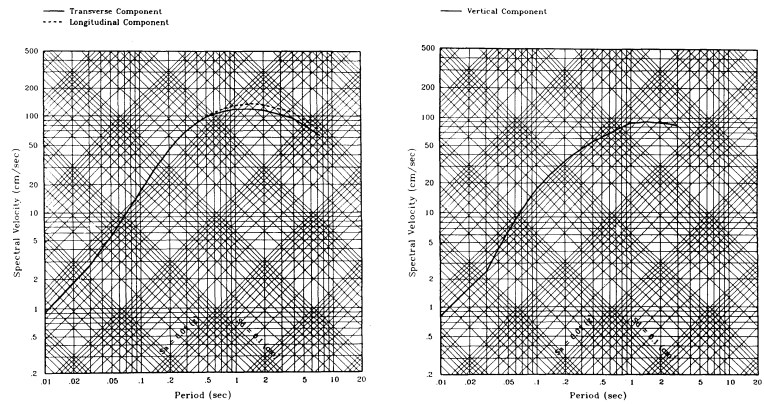 Transverse Component
Longitudinal Component
Vertical Component
500
200
100
50
20
10
5
2
1
.5
.2
Spectral Velocity (cm/sec)
.01 .02 .05 .1 .2 .5 1 2 5 10 20
Period (sec)
500
200
100
50
20
10
5
2
1
.5
.2
Spectral Velocity (cm/sec)
.01 .02 .05 .1 .2 .5 1 2 5 10 20
Period (sec)